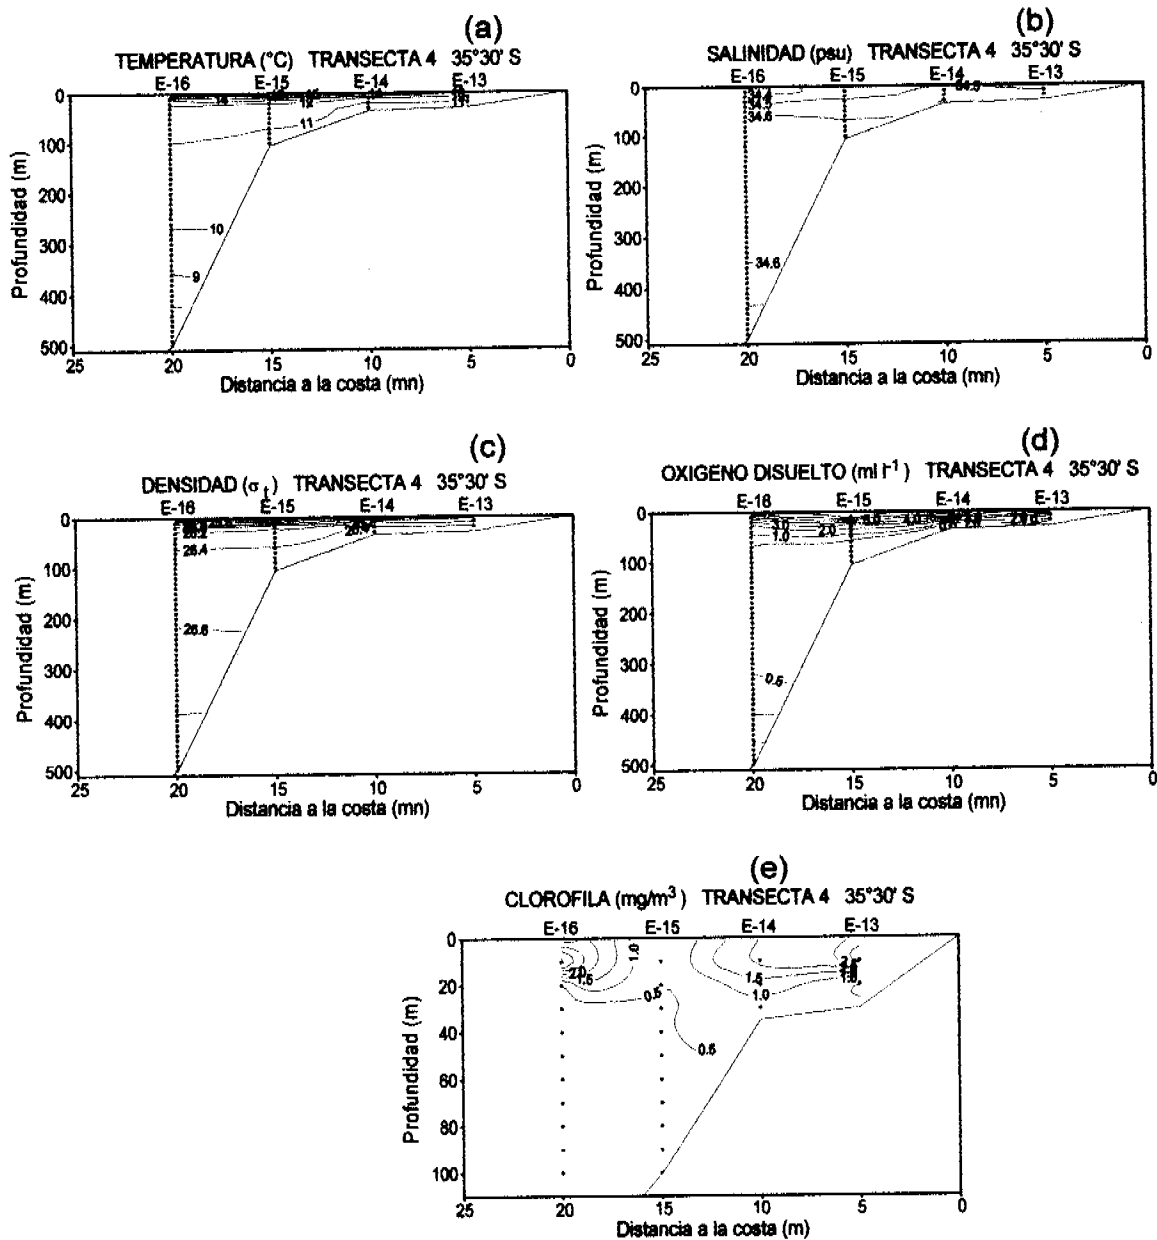 (a)
TEMPERATURA (°C) TRANSECTA 4 35°30' S
E-16 E-15 E-14 E-13
0
100
200
300
400
500
Profundidad (m)
11
10
9
25 20 15 10 5 0
Distancia a la costa (mn)
(b)
SALINIDAD (psu) TRANSECTA 4 35°30' S
E-16 E-15 E-14 E-13
0
100
200
300
400
500
Profundidad (m)
34.4
34.6
34.6
25 20 15 10 5 0
Distancia a la costa (mn)
(c)
DENSIDAD (σ t) TRANSECTA 4 35°30' S
E-16 E-15 E-14 E-13
0
100
200
300
400
500
Profundidad (m)
26.4
26.6
25 20 15 10 5 0
Distancia a la costa (mn)
(d)
OXIGENO DISUELTO (ml l-1) TRANSECTA 4 35°30' S
E-16 E-15 E-14 E-13
0
100
200
300
400
500
Profundidad (m)
3.0 5.0 4.0
1.0 2.0
0.5
25 20 15 10 5 0
Distancia a la costa (mn)
(e)
CLOROFILA (mg/m3) TRANSECTA 4 35°30' S
E-16 E-15 E-14 E-13
0
20
40
60
80
100
Profundidad (m)
1.0
2.0
1.5 1.5
0.5 1.0
0.5
25 20 15 10 5 0
Distancia a la costa (m)